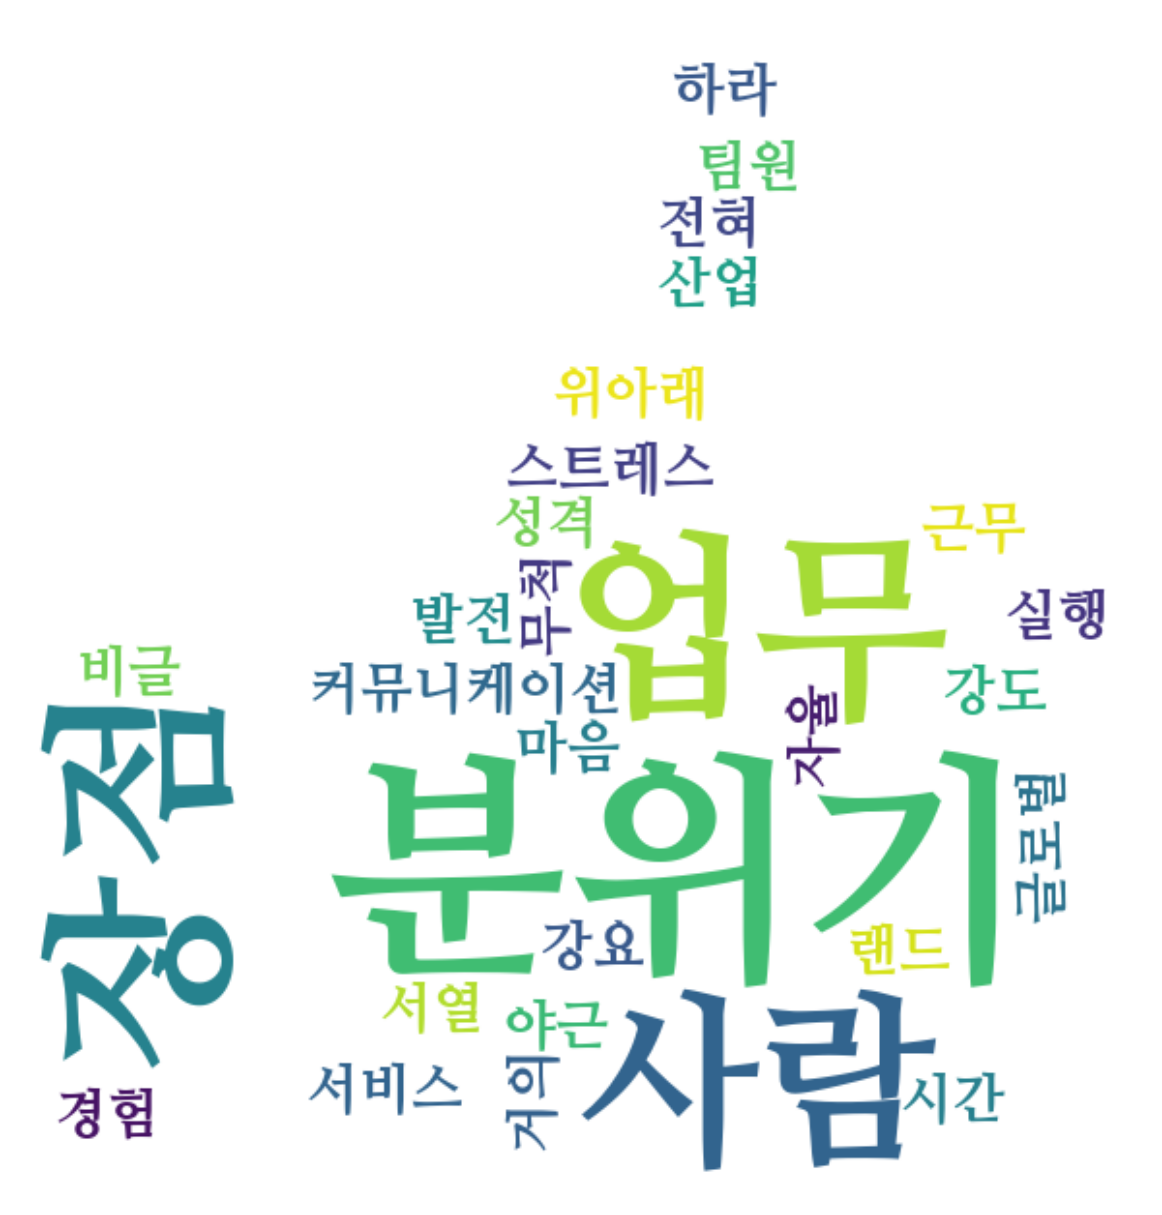 하라
팀원
전혀
산업
위아래
스트레스
성격
근무
업무
무척
발전
실행
비글
커뮤니케이션
강도
자율
마음
장점
분위기
글로벌
강요
랜드
서열
야근
사람
거의
서비스
시간
경험